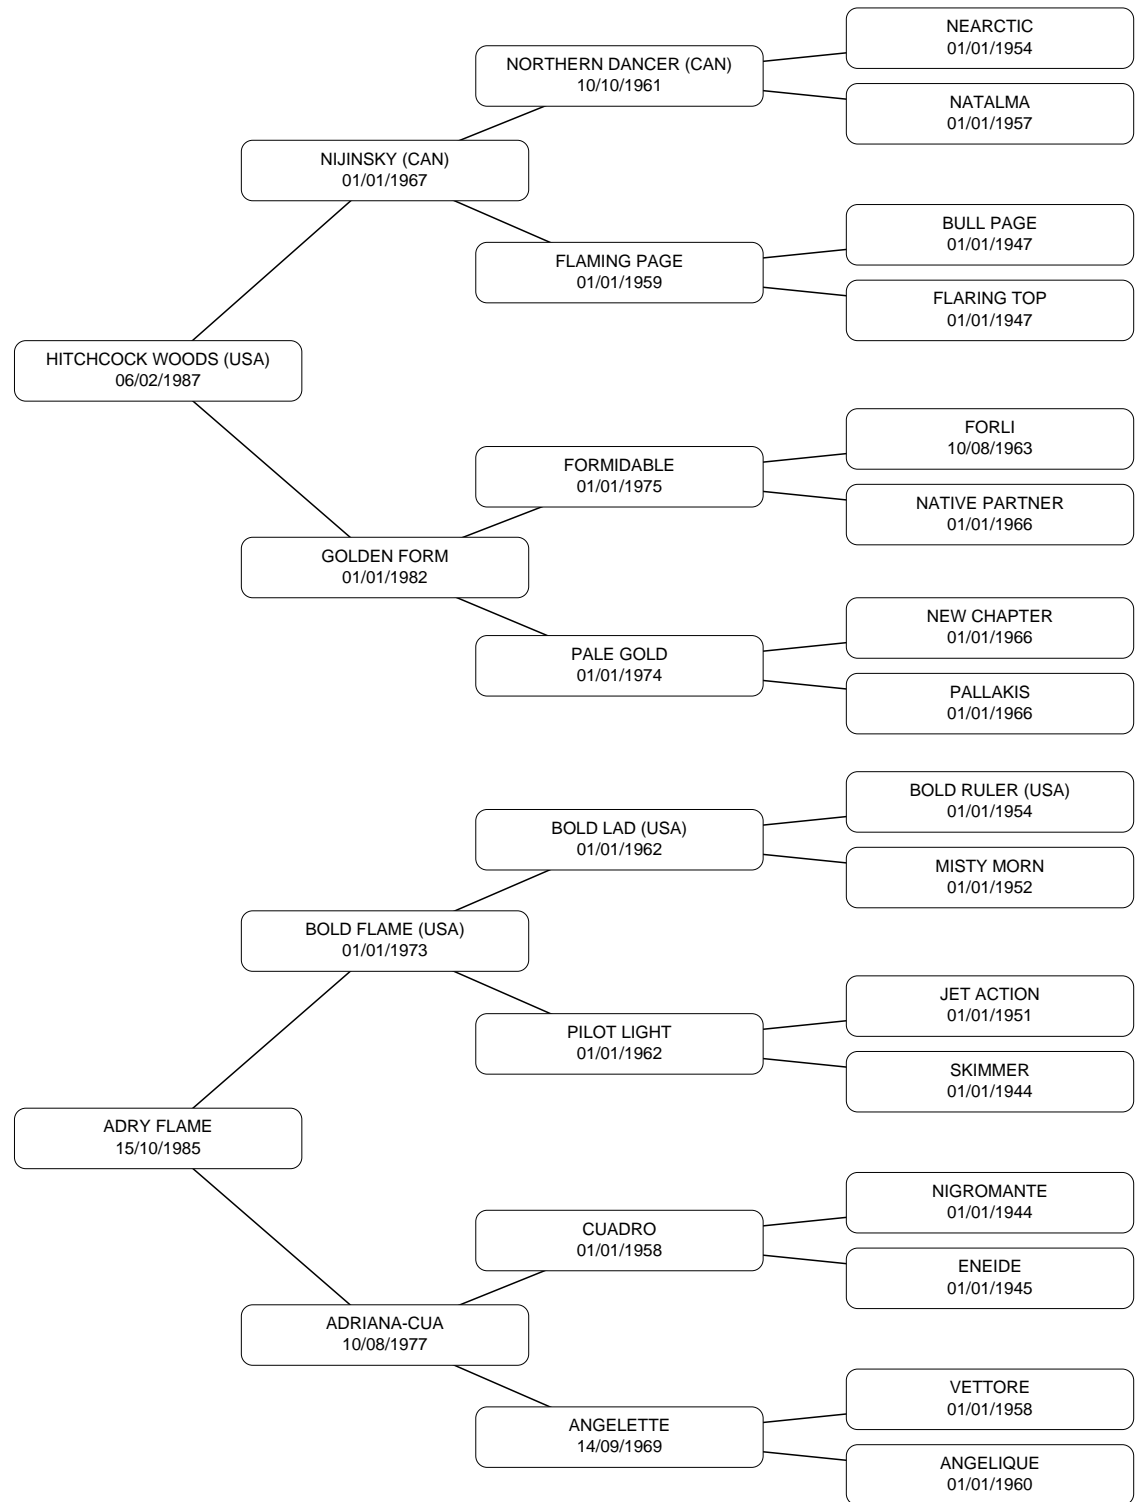 NEARCTIC
01/01/1954
NORTHERN DANCER (CAN)
10/10/1961
NATALMA
01/01/1957
NIJINSKY (CAN)
01/01/1967
BULL PAGE
01/01/1947
FLAMING PAGE
01/01/1959
FLARING TOP
01/01/1947
HITCHCOCK WOODS (USA)
06/02/1987
FORLI
10/08/1963
FORMIDABLE
01/01/1975
NATIVE PARTNER
01/01/1966
GOLDEN FORM
01/01/1982
NEW CHAPTER
01/01/1966
PALE GOLD
01/01/1974
PALLAKIS
01/01/1966
BOLD RULER (USA)
01/01/1954
BOLD LAD (USA)
01/01/1962
MISTY MORN
01/01/1952
BOLD FLAME (USA)
01/01/1973
JET ACTION
01/01/1951
PILOT LIGHT
01/01/1962
SKIMMER
01/01/1944
ADRY FLAME
15/10/1985
NIGROMANTE
01/01/1944
CUADRO
01/01/1958
ENEIDE
01/01/1945
ADRIANA-CUA
10/08/1977
VETTORE
01/01/1958
ANGELETTE
14/09/1969
ANGELIQUE
01/01/1960